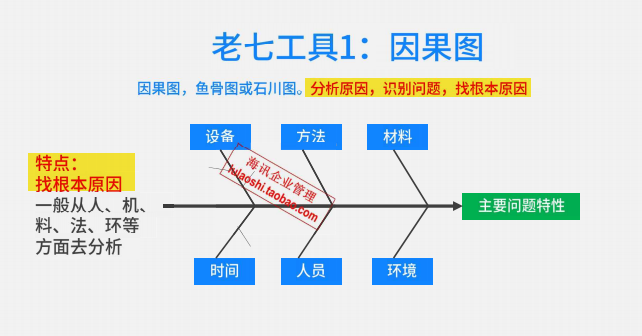 老七工具1：因果图
因果图，鱼骨图或石川图。分析原因，识别问题，找根本原因
设备
方法
材料
海讯企业管理
lulaoshi.taobao.com
特点：
找根本原因
一般从人、机、
料、法、环等
方面去分析
主要问题特性
时间
人员
环境